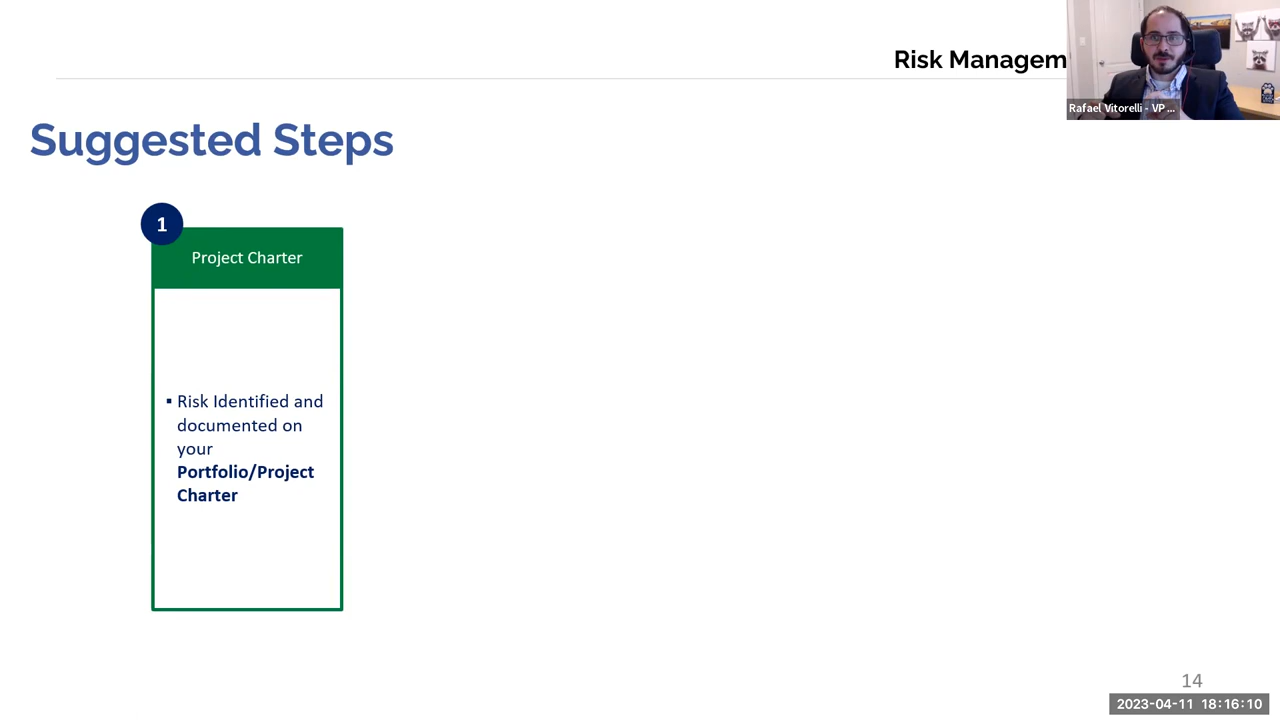 Risk Managem
Rafael Vitorelli - VP ...
Suggested Steps
1
Project Charter
▪ Risk Identified and
documented on
your
Portfolio/Project
Charter
14
2023-04-11 18:16:10